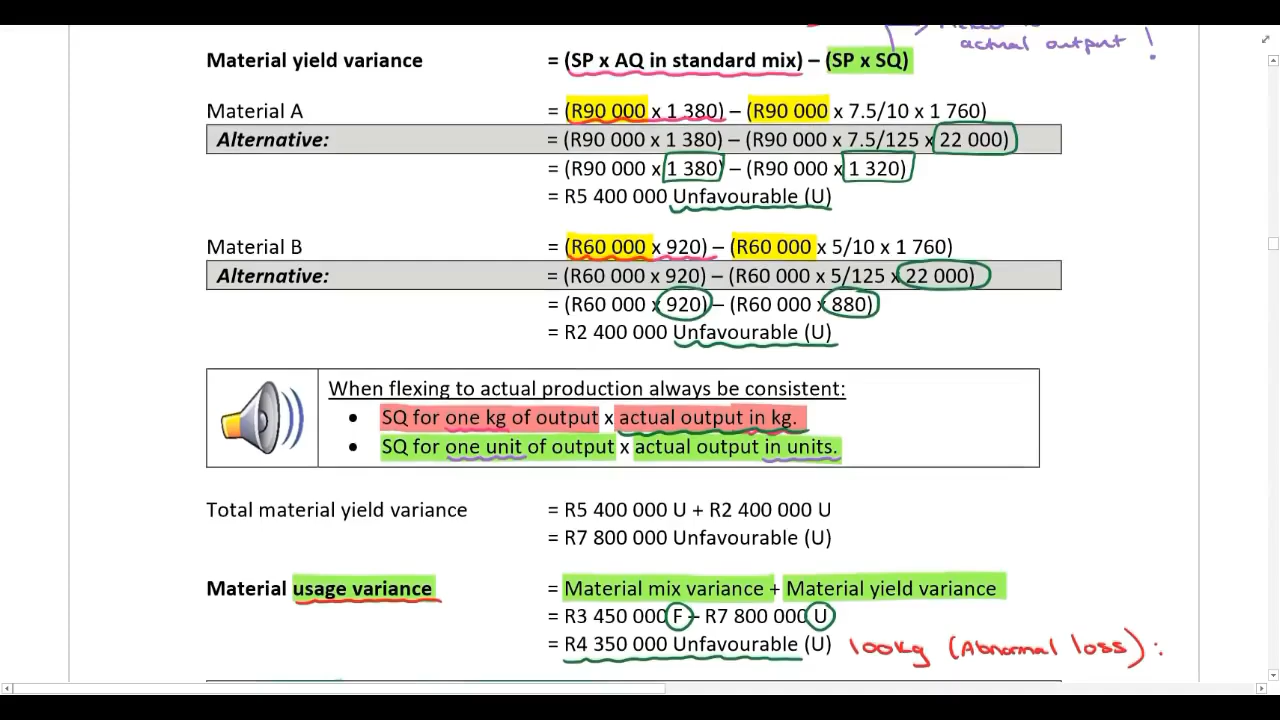 actual output !
Material yield variance = (SP x AQ in standard mix) – (SP x SQ)
Material A = (R90 000 x 1 380) – (R90 000 x 7.5/10 x 1 760)
Alternative: = (R90 000 x 1 380) – (R90 000 x 7.5/125 x 22 000)
= (R90 000 x 1 380) – (R90 000 x 1 320)
= R5 400 000 Unfavourable (U)
Material B = (R60 000 x 920) – (R60 000 x 5/10 x 1 760)
Alternative: = (R60 000 x 920) – (R60 000 x 5/125 x 22 000)
= (R60 000 x 920) – (R60 000 x 880)
= R2 400 000 Unfavourable (U)
When flexing to actual production always be consistent:
• SQ for one kg of output x actual output in kg.
• SQ for one unit of output x actual output in units.
Total material yield variance = R5 400 000 U + R2 400 000 U
= R7 800 000 Unfavourable (U)
Material usage variance = Material mix variance + Material yield variance
= R3 450 000 F – R7 800 000 U
= R4 350 000 Unfavourable (U) 100kg (Abnormal loss) :